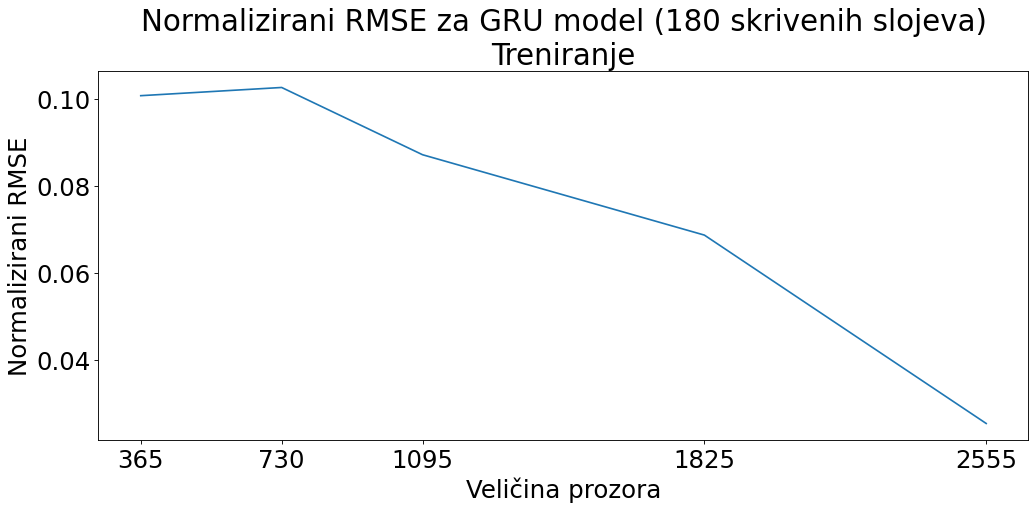 Normalizirani RMSE za GRU model (180 skrivenih slojeva)
Treniranje
Normalizirani RMSE
0.10
0.08
0.06
0.04
365 730 1095 1825 2555
Veličina prozora